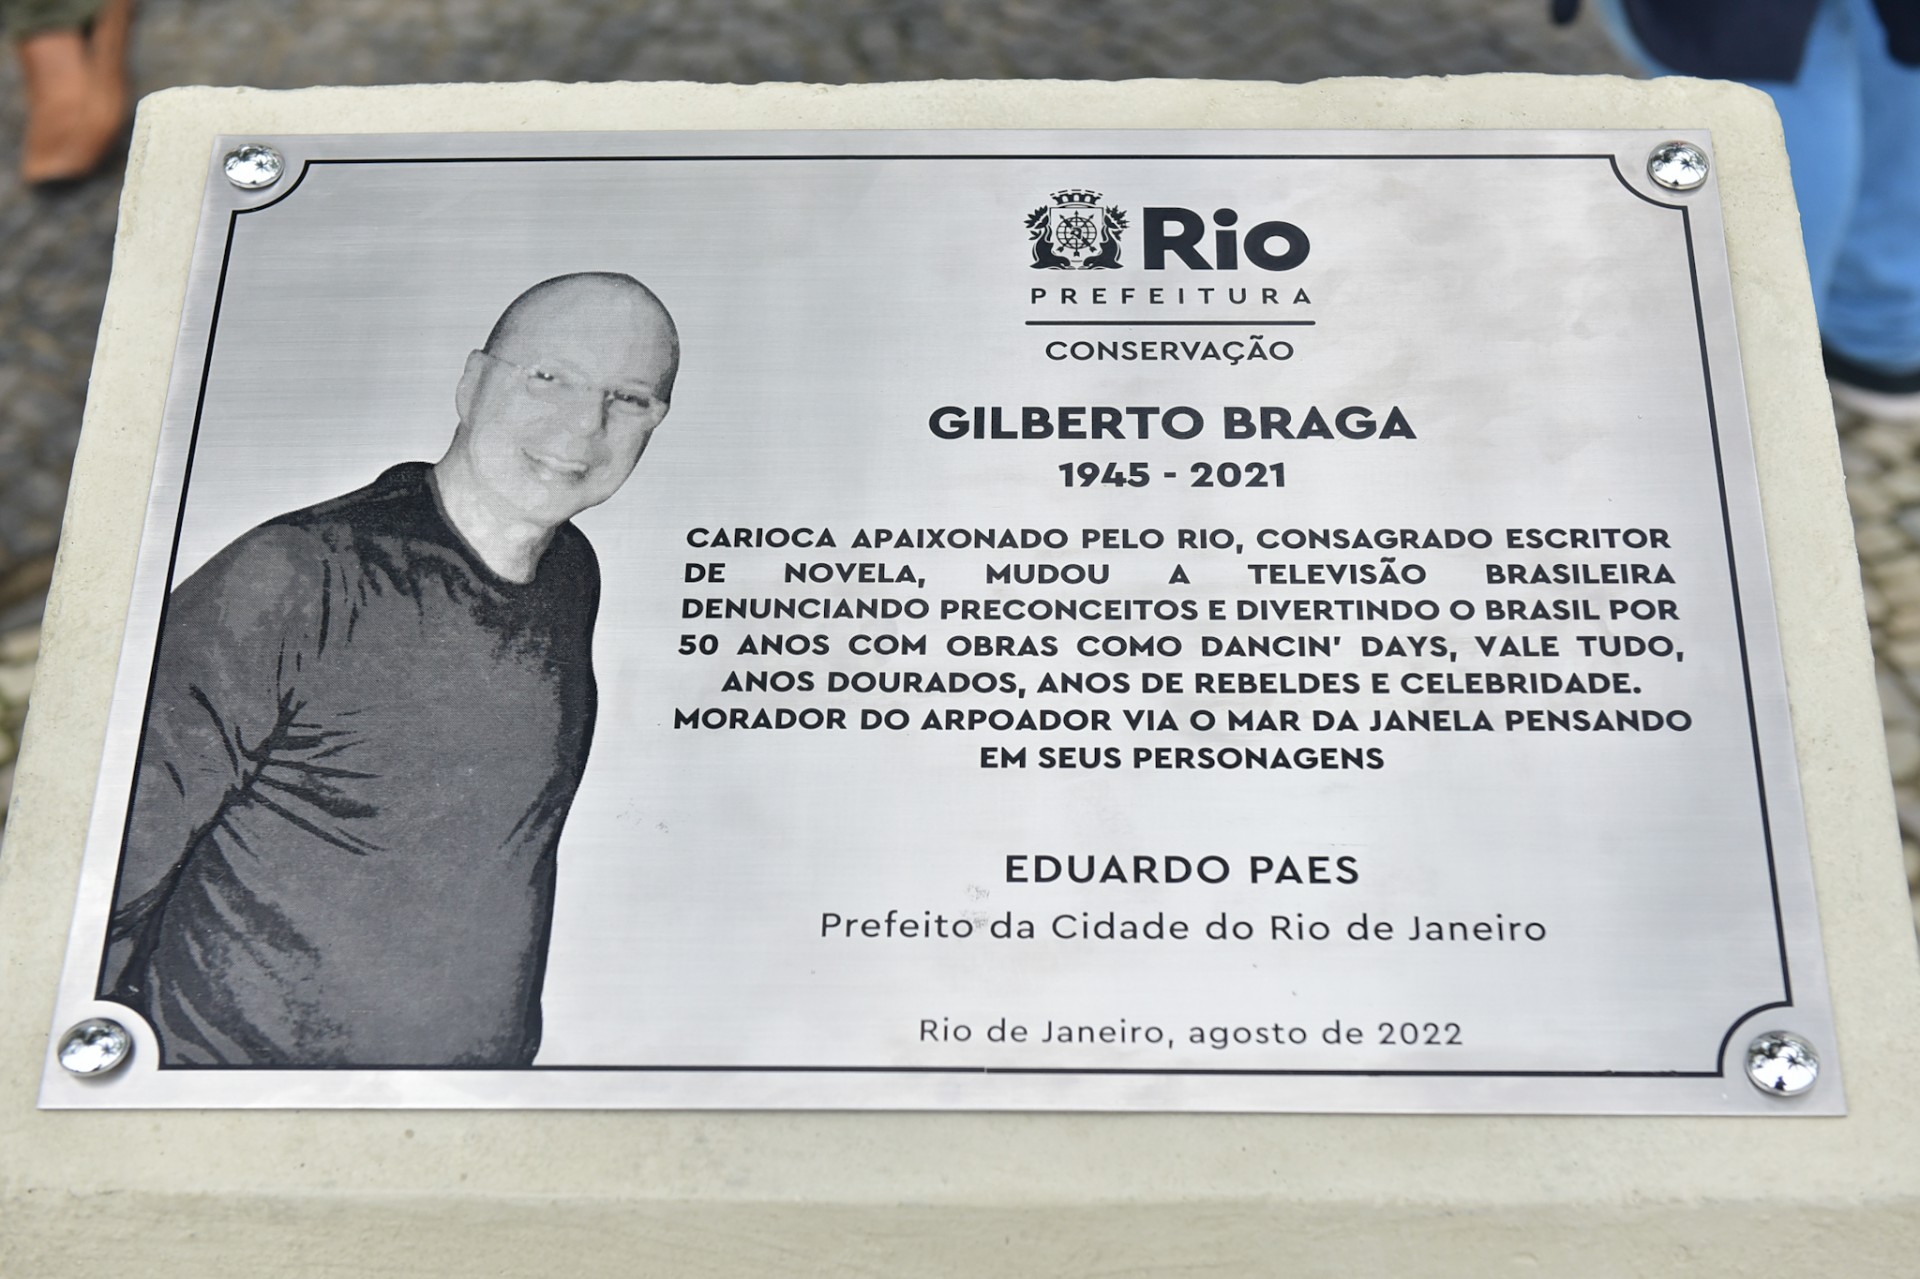 Rio
PREFEITURA
CONSERVAÇÃO
GILBERTO BRAGA
1945 - 2021
CARIOCA APAIXONADO PELO RIO, CONSAGRADO ESCRITOR
DE NOVELA, MUDOU A TELEVISÃO BRASILEIRA
DENUNCIANDO PRECONCEITOS E DIVERTINDO O BRASIL POR
50 ANOS COM OBRAS COMO DANCIN' DAYS, VALE TUDO,
ANOS DOURADOS, ANOS DE REBELDES E CELEBRIDADE.
MORADOR DO ARPOADOR VIA O MAR DA JANELA PENSANDO
EM SEUS PERSONAGENS
EDUARDO PAES
Prefeito da Cidade do Rio de Janeiro
Rio de Janeiro, agosto de 2022